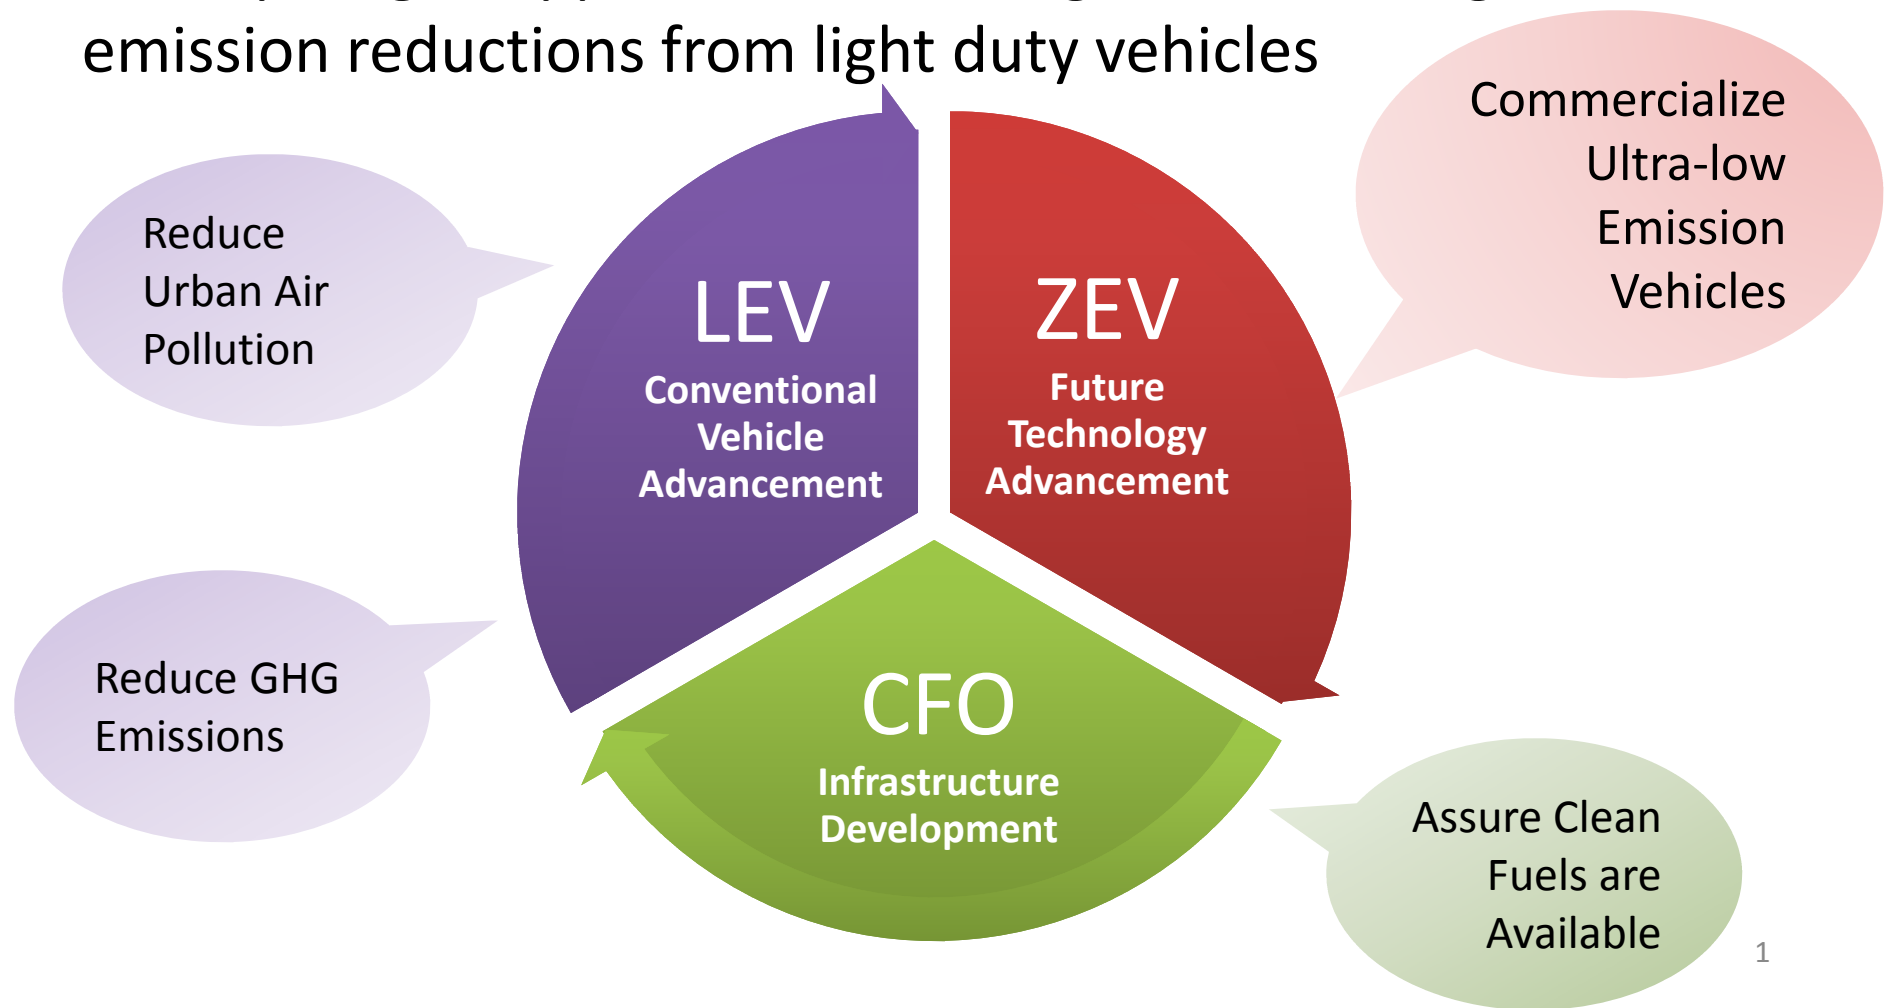 emission reductions from light duty vehicles
Reduce
Urban Air
Pollution
Commercialize
Ultra-low
Emission
Vehicles
LEV
Conventional
Vehicle
Advancement
ZEV
Future
Technology
Advancement
Reduce GHG
Emissions
CFO
Infrastructure
Development
Assure Clean
Fuels are
Available
1